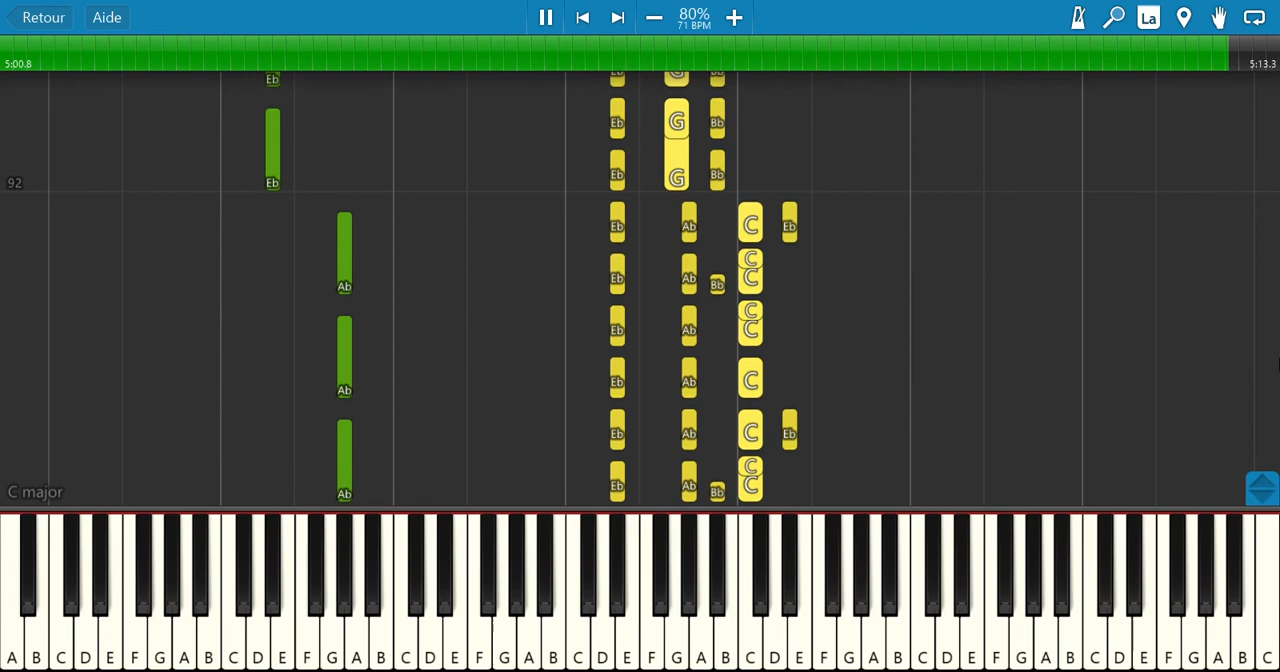 Retour Aide 80% La
71 BPM
5:00.8 5:13.3
Eb Eb G Bb
Eb G Bb
92 Eb Eb G Bb
Eb Ab C Eb
C
Ab Eb Ab Bb C
C
Eb Ab C
Ab Eb Ab C
Eb Ab C Eb
C
C major Ab Eb Ab Bb C
A B C D E F G A B C D E F G A B C D E F G A B C D E F G A B C D E F G A B C D E F G A B C D E F G A B C